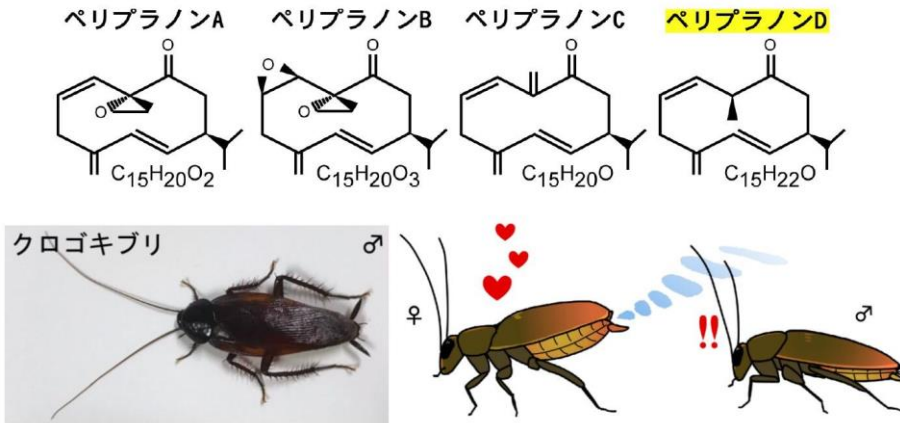 ペリプラノンA ペリプラノンB ペリプラノンC ペリプラノンD
O O O O
O O O
C15H20O2 C15H20O3 C15H20O C15H22O
クロゴキブリ ♂
♀ !! ♂